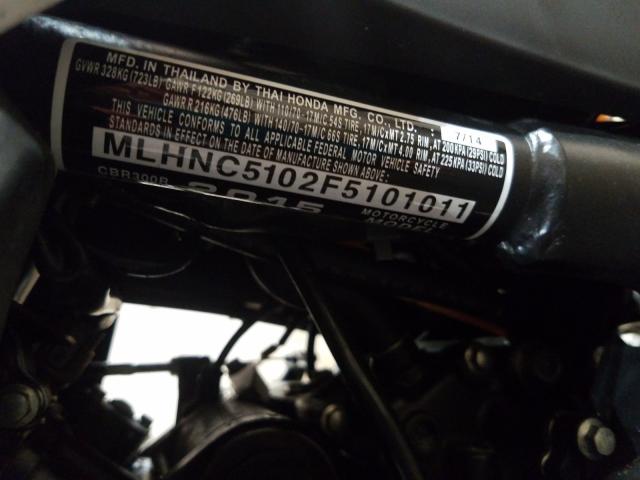 MFD. IN THAILAND BY THAI HONDA MFG. CO., LTD. 7/14
GVWR 328KG (723LB) GAWR F 122KG (269LB) WITH 110/70-17M/C 54S TIRE, 17M/CxMT 2.75 RIM, AT 200 KPA (29PSI) COLD
GAWR R 216KG (476LB) WITH 140/70-17M/C 66S TIRE, 17M/CxMT 4.00 RIM, AT 225 KPA (33PSI) COLD
THIS VEHICLE CONFORMS TO ALL APPLICABLE FEDERAL MOTOR VEHICLE SAFETY
STANDARDS IN EFFECT ON THE DATE OF MANUFACTURE SHOWN ABOVE.
MLHNC5102F5101011
CBR300R 2015 MOTORCYCLE
MODEL